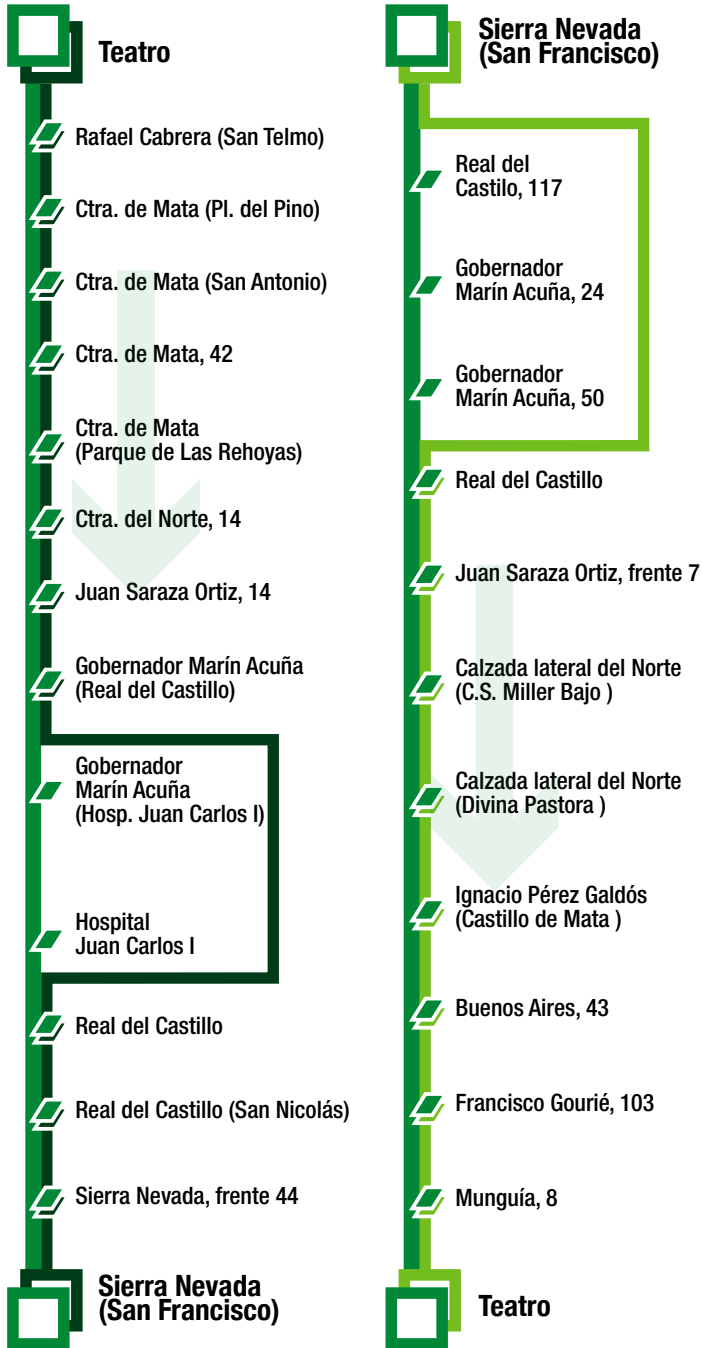 Teatro
Rafael Cabrera (San Telmo)
Ctra. de Mata (Pl. del Pino)
Ctra. de Mata (San Antonio)
Ctra. de Mata, 42
Ctra. de Mata
(Parque de Las Rehoyas)
Ctra. del Norte, 14
Juan Saraza Ortiz, 14
Gobernador Marín Acuña
(Real del Castillo)
Gobernador
Marín Acuña
(Hosp. Juan Carlos I)
Hospital
Juan Carlos I
Real del Castillo
Real del Castillo (San Nicolás)
Sierra Nevada, frente 44
Sierra Nevada
(San Francisco)
Sierra Nevada
(San Francisco)
Real del
Castilo, 117
Gobernador
Marín Acuña, 24
Gobernador
Marín Acuña, 50
Real del Castillo
Juan Saraza Ortiz, frente 7
Calzada lateral del Norte
(C.S. Miller Bajo )
Calzada lateral del Norte
(Divina Pastora )
Ignacio Pérez Galdós
(Castillo de Mata )
Buenos Aires, 43
Francisco Gourié, 103
Munguía, 8
Teatro